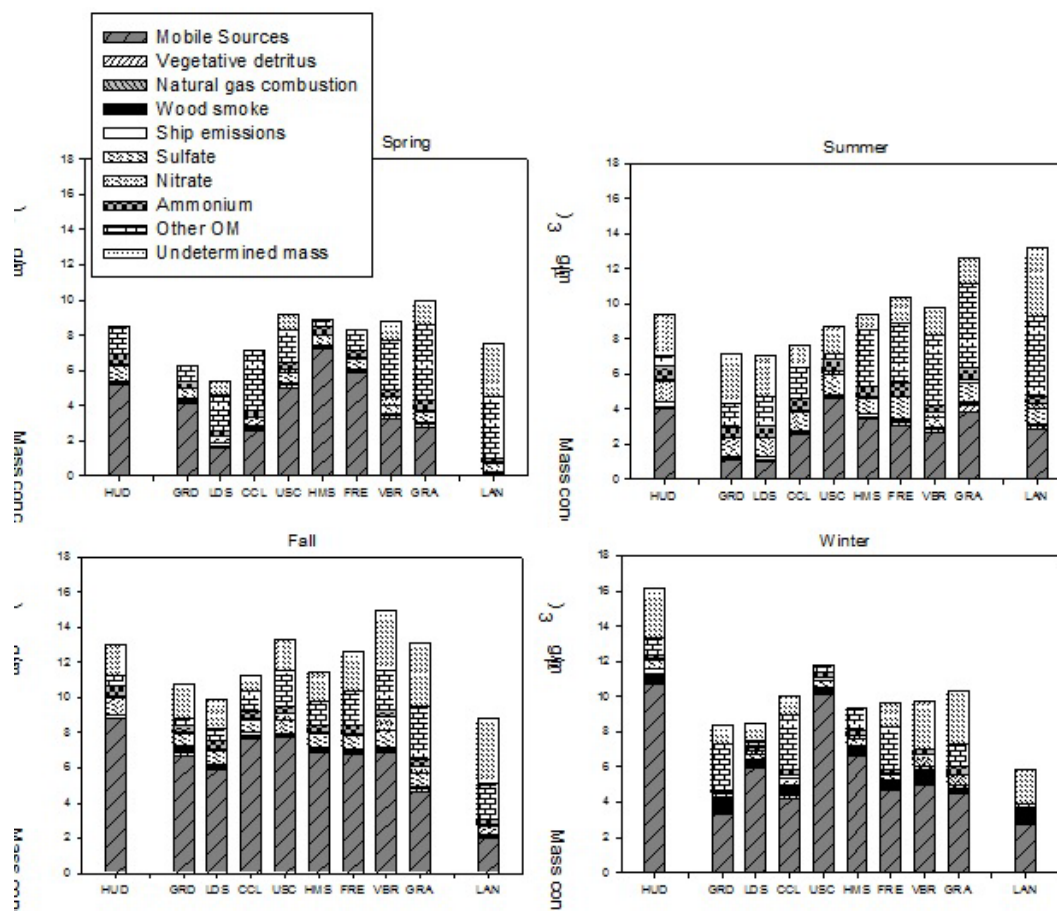 Mobile Sources
Vegetative detritus
Natural gas combustion
Wood smoke
Ship emissions
Sulfate
Nitrate
Ammonium
Other OM
Undetermined mass
Spring
18
16
14
12
10
8
6
4
2
0
HUD GRD LDS CCL USC HMS FRE VBR GRA LAN
Mass conc
Summer
18
16
14
12
10
8
6
4
2
0
HUD GRD LDS CCL USC HMS FRE VBR GRA LAN
Mass con
Fall
18
16
14
12
10
8
6
4
2
0
HUD GRD LDS CCL USC HMS FRE VBR GRA LAN
Mass con
Winter
18
16
14
12
10
8
6
4
2
0
HUD GRD LDS CCL USC HMS FRE VBR GRA LAN
Mass con